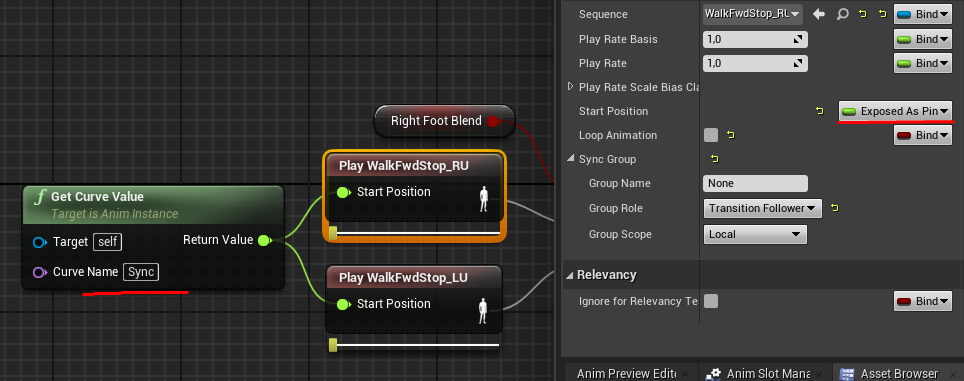 Right Foot Blend
Play WalkFwdStop_RU
Start Position
Get Curve Value
Target is Anim Instance
Target self Return Value
Curve Name Sync
Play WalkFwdStop_LU
Start Position
Sequence WalkFwdStop_RU Bind
Play Rate Basis 1,0 Bind
Play Rate 1,0 Bind
Play Rate Scale Bias Cla
Start Position Exposed As Pin
Loop Animation Bind
Sync Group
Group Name None
Group Role Transition Follower
Group Scope Local
Relevancy
Ignore for Relevancy Te Bind
Anim Preview Edit Anim Slot Mana Asset Browser